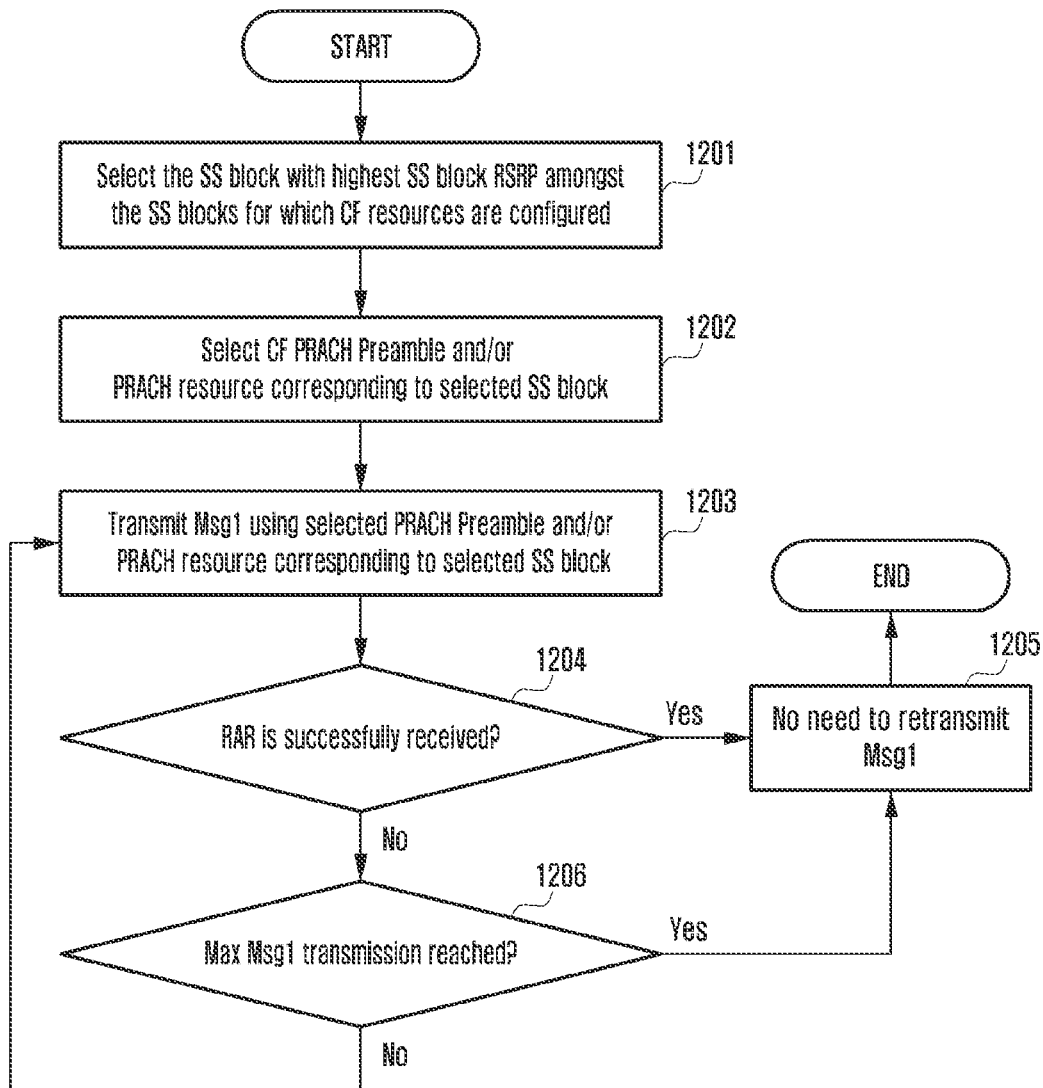 START
1201
Select the SS block with highest SS block RSRP amongst
the SS blocks for which CF resources are configured
1202
Select CF PRACH Preamble and/or
PRACH resource corresponding to selected SS block
1203
Transmit Msg1 using selected PRACH Preamble and/or
PRACH resource corresponding to selected SS block
END
1204
RAR is successfully received?
Yes
1205
No need to retransmit
Msg1
No
1206
Max Msg1 transmission reached?
Yes
No